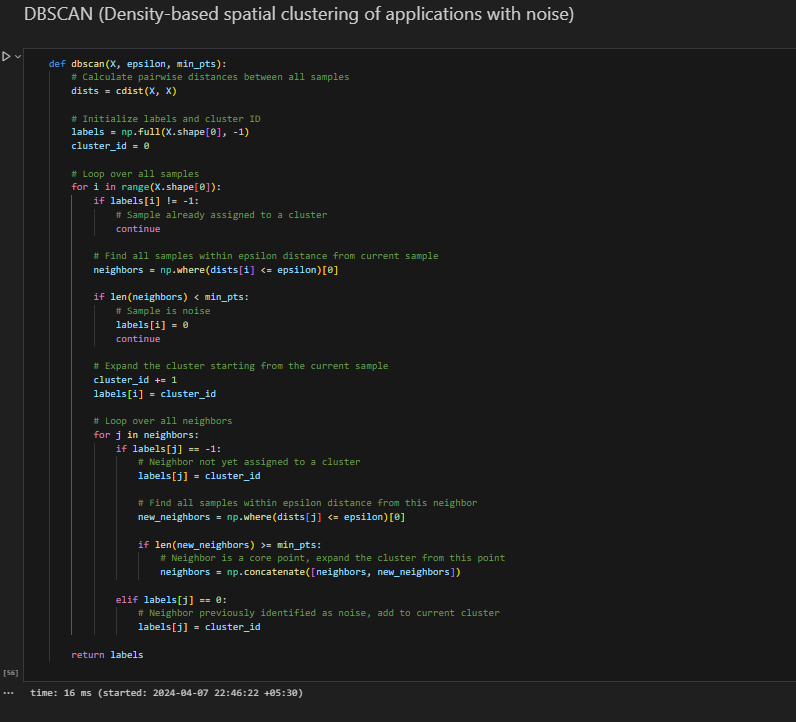 DBSCAN (Density-based spatial clustering of applications with noise)
def dbscan(X, epsilon, min_pts):
    # Calculate pairwise distances between all samples
    dists = cdist(X, X)

    # Initialize labels and cluster ID
    labels = np.full(X.shape[0], -1)
    cluster_id = 0

    # Loop over all samples
    for i in range(X.shape[0]):
        if labels[i] != -1:
            # Sample already assigned to a cluster
            continue

        # Find all samples within epsilon distance from current sample
        neighbors = np.where(dists[i] <= epsilon)[0]

        if len(neighbors) < min_pts:
            # Sample is noise
            labels[i] = 0
            continue

        # Expand the cluster starting from the current sample
        cluster_id += 1
        labels[i] = cluster_id

        # Loop over all neighbors
        for j in neighbors:
            if labels[j] == -1:
                # Neighbor not yet assigned to a cluster
                labels[j] = cluster_id

                # Find all samples within epsilon distance from this neighbor
                new_neighbors = np.where(dists[j] <= epsilon)[0]

                if len(new_neighbors) >= min_pts:
                    # Neighbor is a core point, expand the cluster from this point
                    neighbors = np.concatenate([neighbors, new_neighbors])

            elif labels[j] == 0:
                # Neighbor previously identified as noise, add to current cluster
                labels[j] = cluster_id

    return labels
[56]
... time: 16 ms (started: 2024-04-07 22:46:22 +05:30)